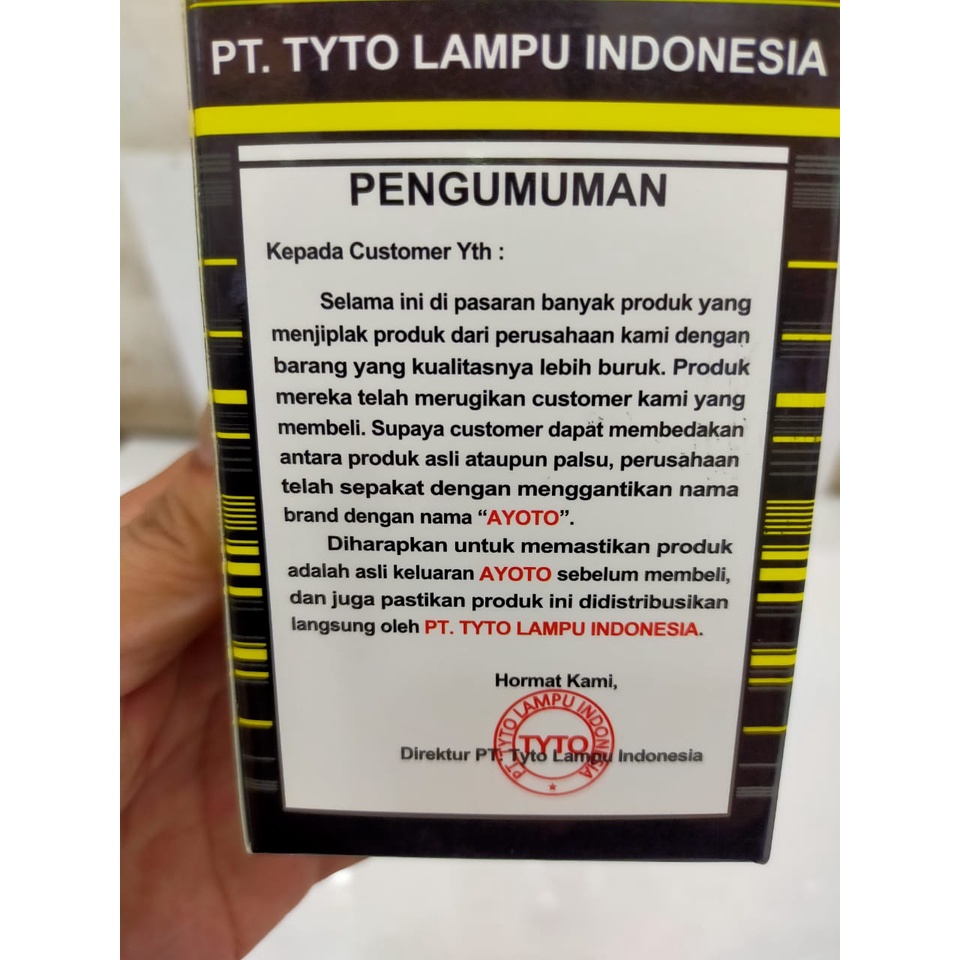 PT. TYTO LAMPU INDONESIA
PENGUMUMAN
Kepada Customer Yth :
Selama ini di pasaran banyak produk yang
menjiplak produk dari perusahaan kami dengan
barang yang kualitasnya lebih buruk. Produk
mereka telah merugikan customer kami yang
membeli. Supaya customer dapat membedakan
antara produk asli ataupun palsu, perusahaan
telah sepakat dengan menggantikan nama
brand dengan nama “AYOTO”.
Diharapkan untuk memastikan produk
adalah asli keluaran AYOTO sebelum membeli,
dan juga pastikan produk ini didistribusikan
langsung oleh PT. TYTO LAMPU INDONESIA.
Hormat Kami,
PT. TYTO LAMPU INDONESIA
TYTO
Direktur PT. Tyto Lampu Indonesia